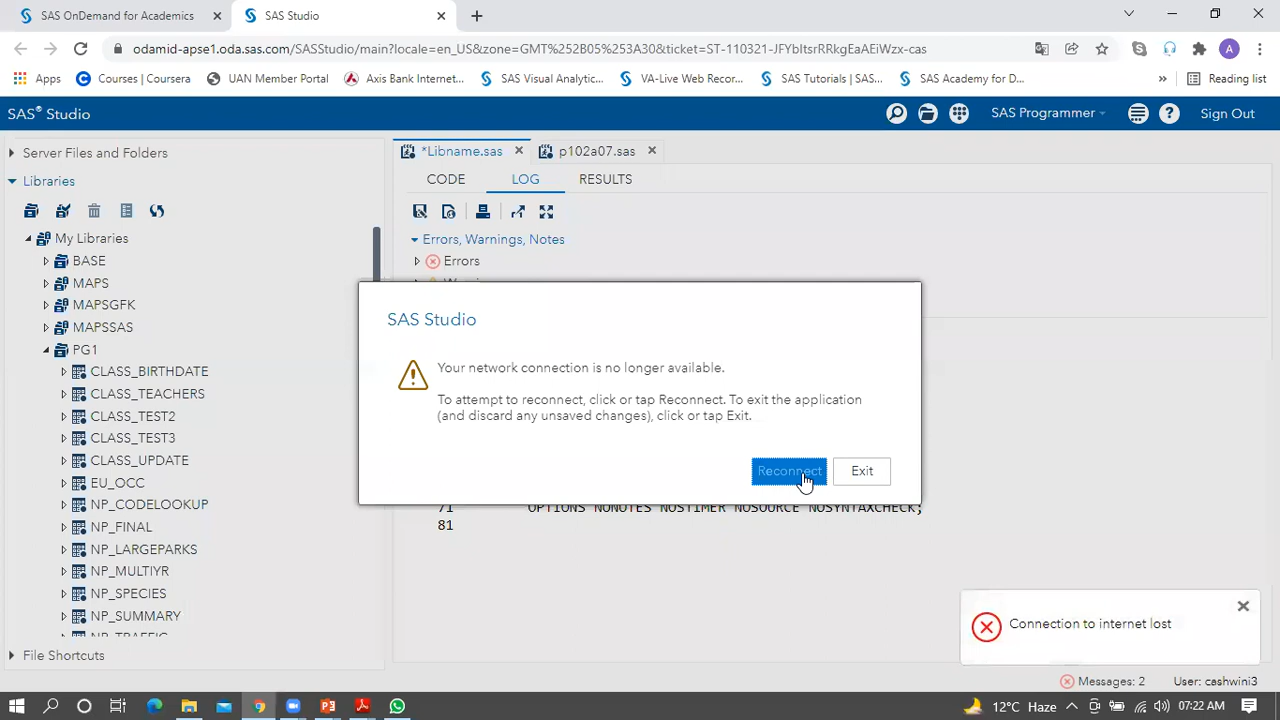 SAS OnDemand for Academics
SAS Studio
odamid-apse1.oda.sas.com/SASStudio/main?locale=en_US&zone=GMT%252B05%253A30&ticket=ST-110321-JFYbItsrRRkgEaAEiWzx-cas
A
Apps
Courses | Coursera
UAN Member Portal
Axis Bank Internet...
SAS Visual Analytic...
VA-Live Web Recor...
SAS Tutorials | SAS...
SAS Academy for D...
»
Reading list
SAS® Studio
SAS Programmer
Sign Out
Server Files and Folders
Libraries
My Libraries
BASE
MAPS
MAPSGFK
MAPSSAS
PG1
CLASS_BIRTHDATE
CLASS_TEACHERS
CLASS_TEST2
CLASS_TEST3
CLASS_UPDATE
EU_OCC
NP_CODELOOKUP
NP_FINAL
NP_LARGEPARKS
NP_MULTIYR
NP_SPECIES
NP_SUMMARY
NP_TRAFFIC
File Shortcuts
*Libname.sas
p102a07.sas
CODE
LOG
RESULTS
Errors, Warnings, Notes
Errors
SAS Studio
Your network connection is no longer available.
To attempt to reconnect, click or tap Reconnect. To exit the application
(and discard any unsaved changes), click or tap Exit.
Reconnect
Exit
71 OPTIONS NONOTES NOSTIMER NOSOURCE NOSYNTAXCHECK;
81
Connection to internet lost
Messages: 2
User: cashwini3
12°C Haze
07:22 AM